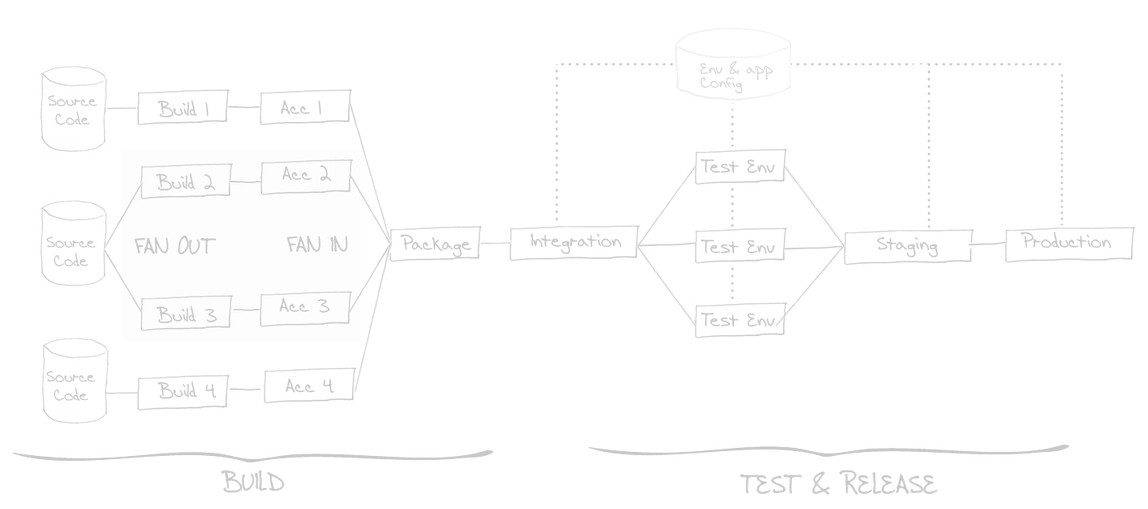 Env & app
Config
Source
Code
Build 1
Acc 1
Build 2
Acc 2
Test Env
Source
Code
FAN OUT
FAN IN
Package
Integration
Test Env
Staging
Production
Build 3
Acc 3
Test Env
Source
Code
Build 4
Acc 4
BUILD
TEST & RELEASE